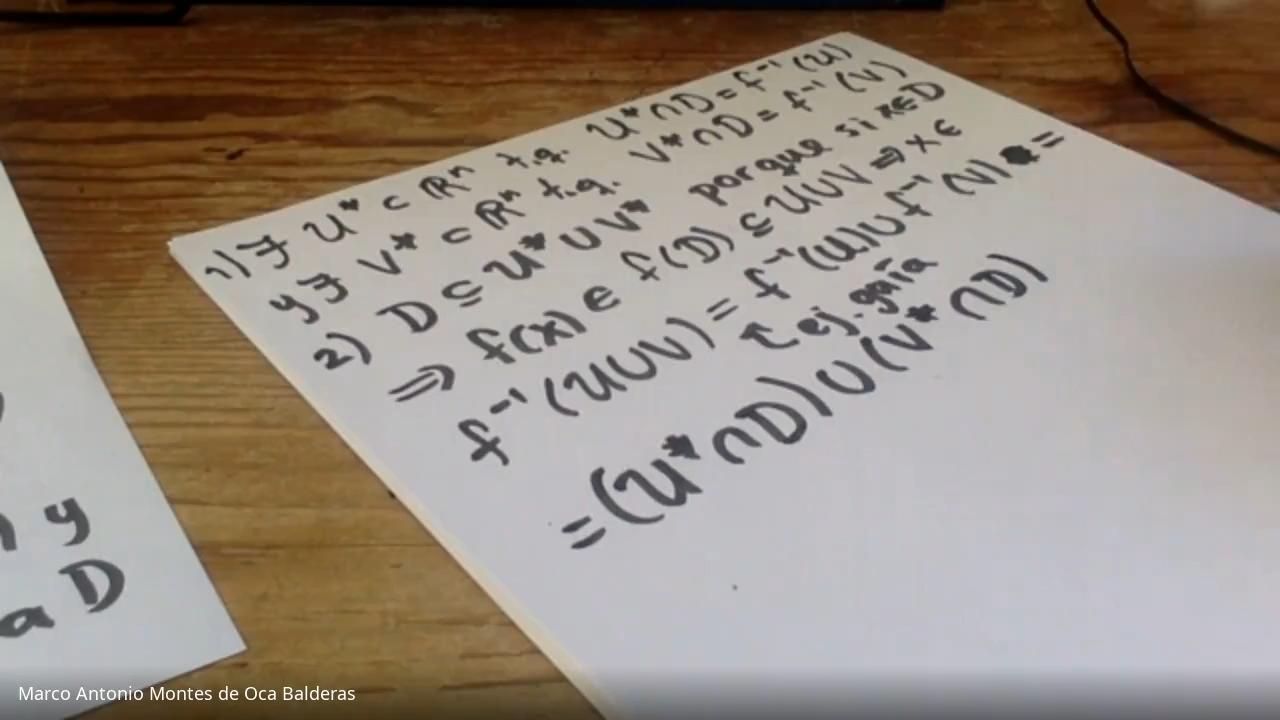 1) ∃ U* ⊂ ℝⁿ t.q. U* ∩ D = f⁻¹(U)
y ∃ V* ⊂ ℝⁿ t.q. V* ∩ D = f⁻¹(V)
2) D ⊆ U* ∪ V* porque si x ∈ D
⇒ f(x) ∈ f(D) ⊆ U ∪ V ⇒ x ∈
f⁻¹(U ∪ V) = f⁻¹(U) ∪ f⁻¹(V) =
↑ ej. guía
= (U* ∩ D) ∪ (V* ∩ D)
y
a D
Marco Antonio Montes de Oca Balderas